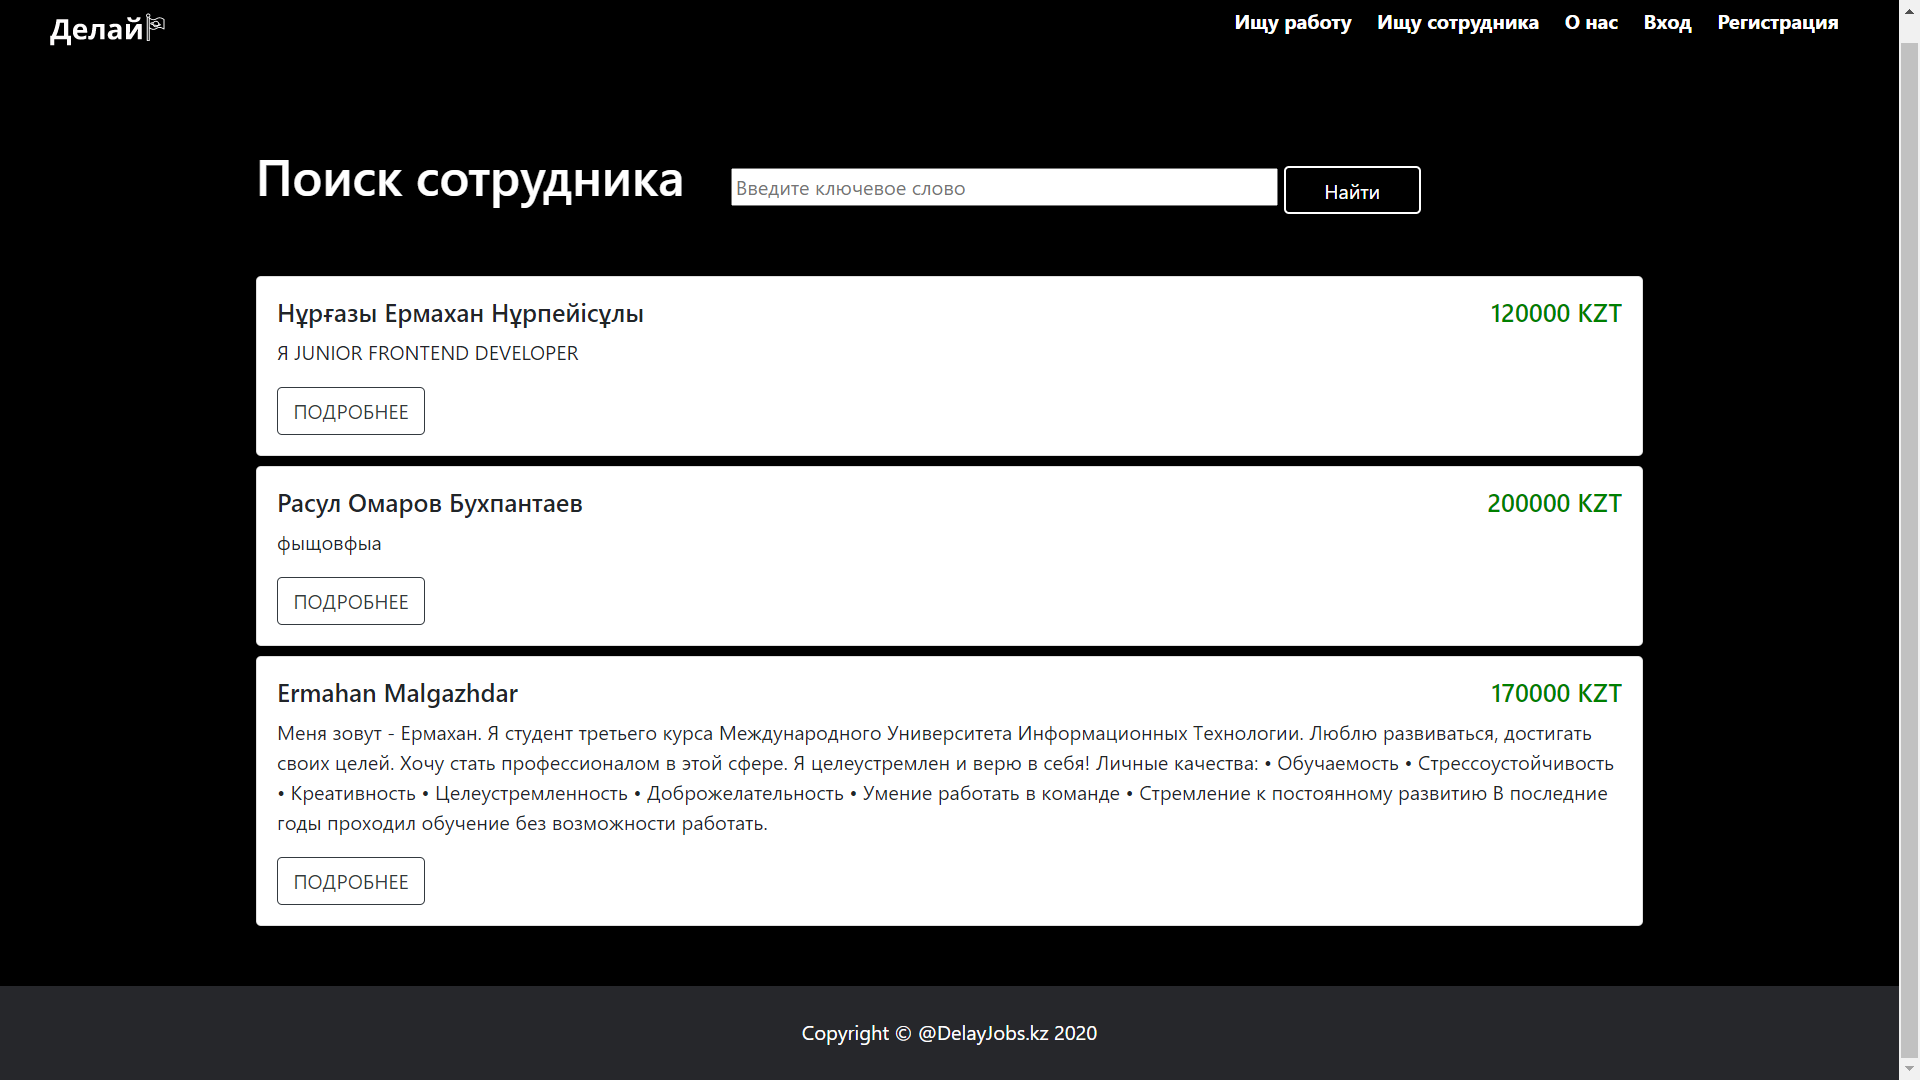 Делай
Ищу работу Ищу сотрудника О нас Вход Регистрация
Поиск сотрудника
Введите ключевое слово
Найти
Нұрғазы Ермахан Нұрпейісұлы
120000 KZT
Я JUNIOR FRONTEND DEVELOPER
ПОДРОБНЕЕ
Расул Омаров Бухпантаев
200000 KZT
фыщовфыа
ПОДРОБНЕЕ
Ermahan Malgazhdar
170000 KZT
Меня зовут - Ермахан. Я студент третьего курса Международного Университета Информационных Технологии. Люблю развиваться, достигать
своих целей. Хочу стать профессионалом в этой сфере. Я целеустремлен и верю в себя! Личные качества: • Обучаемость • Стрессоустойчивость
• Креативность • Целеустремленность • Доброжелательность • Умение работать в команде • Стремление к постоянному развитию В последние
годы проходил обучение без возможности работать.
ПОДРОБНЕЕ
Copyright © @DelayJobs.kz 2020